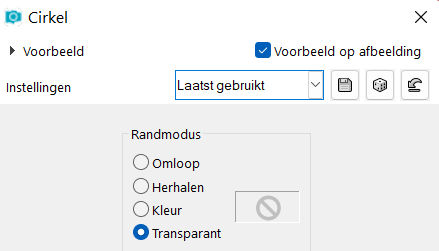 Cirkel
Voorbeeld
Voorbeeld op afbeelding
Instellingen
Laatst gebruikt
Randmodus
Omloop
Herhalen
Kleur
Transparant